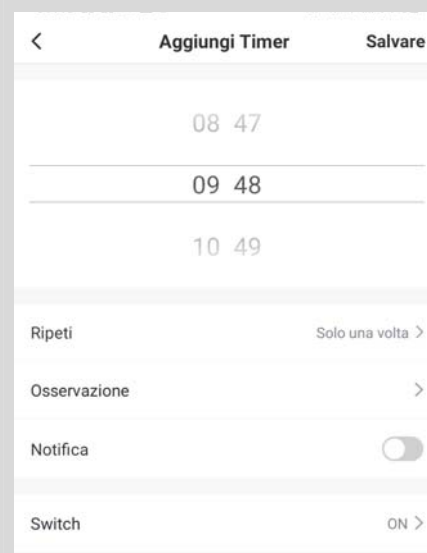 Aggiungi Timer Salvare
08 47
09 48
10 49
Ripeti Solo una volta >
Osservazione >
Notifica
Switch ON >